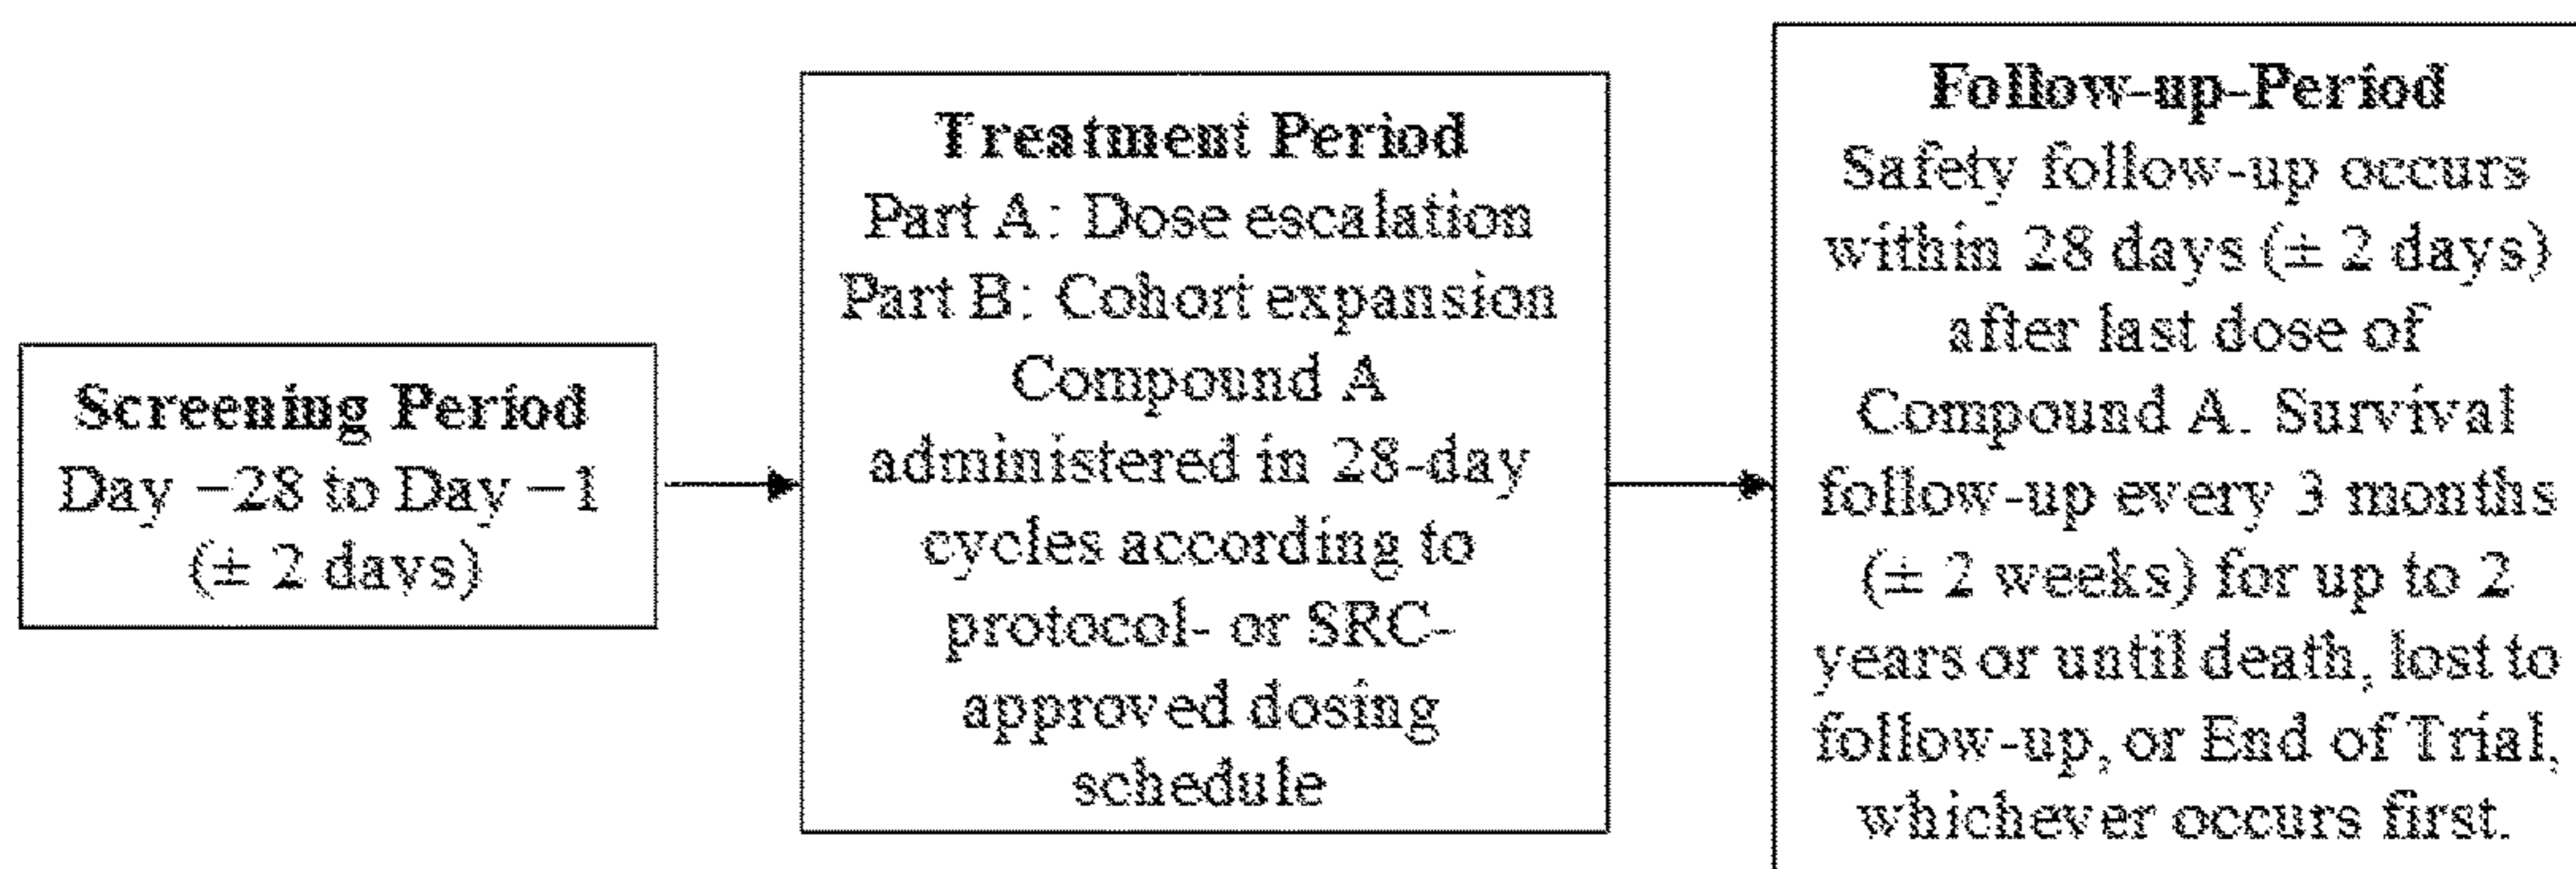 Screening Period
Day −28 to Day −1
(± 2 days)
Treatment Period
Part A: Dose escalation
Part B: Cohort expansion
Compound A
administered in 28-day
cycles according to
protocol- or SRC-
approved dosing
schedule
Follow-up-Period
Safety follow-up occurs
within 28 days (± 2 days)
after last dose of
Compound A. Survival
follow-up every 3 months
(± 2 weeks) for up to 2
years or until death, lost to
follow-up, or End of Trial,
whichever occurs first.